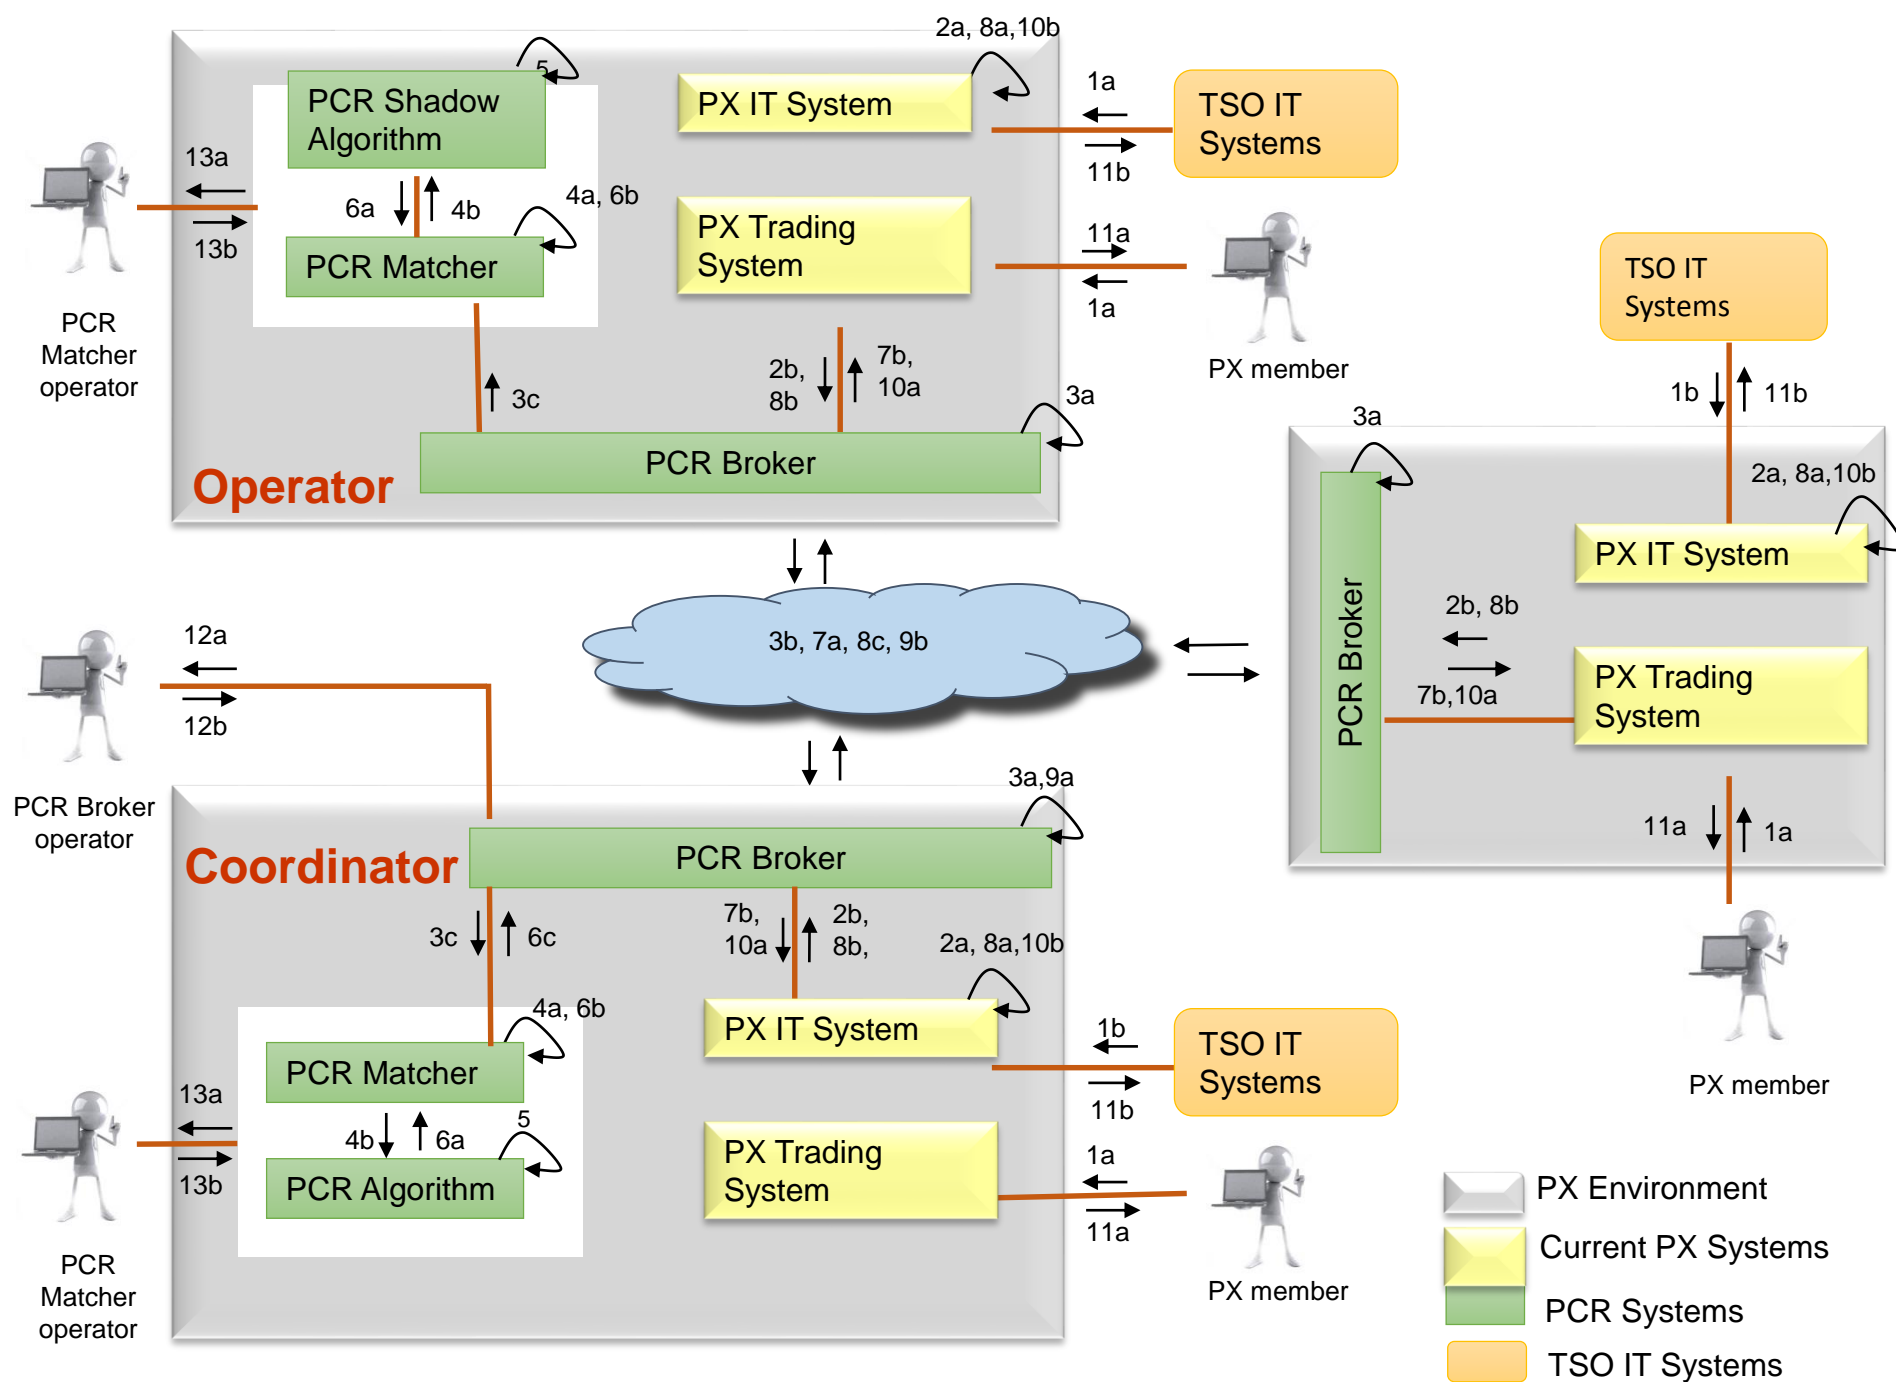 2a, 8a,10b
5
PCR Shadow
Algorithm
PX IT System
1a
TSO IT
Systems
11b
13a
13b
6a
4b
4a, 6b
PCR Matcher
PX Trading
System
11a
1a
PCR
Matcher
operator
PX member
3c
2b,
8b
7b,
10a
3a
PCR Broker
Operator
TSO IT
Systems
1b
11b
3a
2a, 8a,10b
PX IT System
PCR Broker
2b, 8b
7b,10a
PX Trading
System
11a
1a
PX member
3b, 7a, 8c, 9b
12a
12b
PCR Broker
operator
3a,9a
Coordinator
PCR Broker
3c
6c
7b,
10a
2b,
8b,
2a, 8a,10b
4a, 6b
PX IT System
1b
TSO IT
Systems
11b
PCR Matcher
13a
13b
4b
6a
5
PCR Algorithm
PX Trading
System
1a
11a
PCR
Matcher
operator
PX member
PX Environment
Current PX Systems
PCR Systems
TSO IT Systems